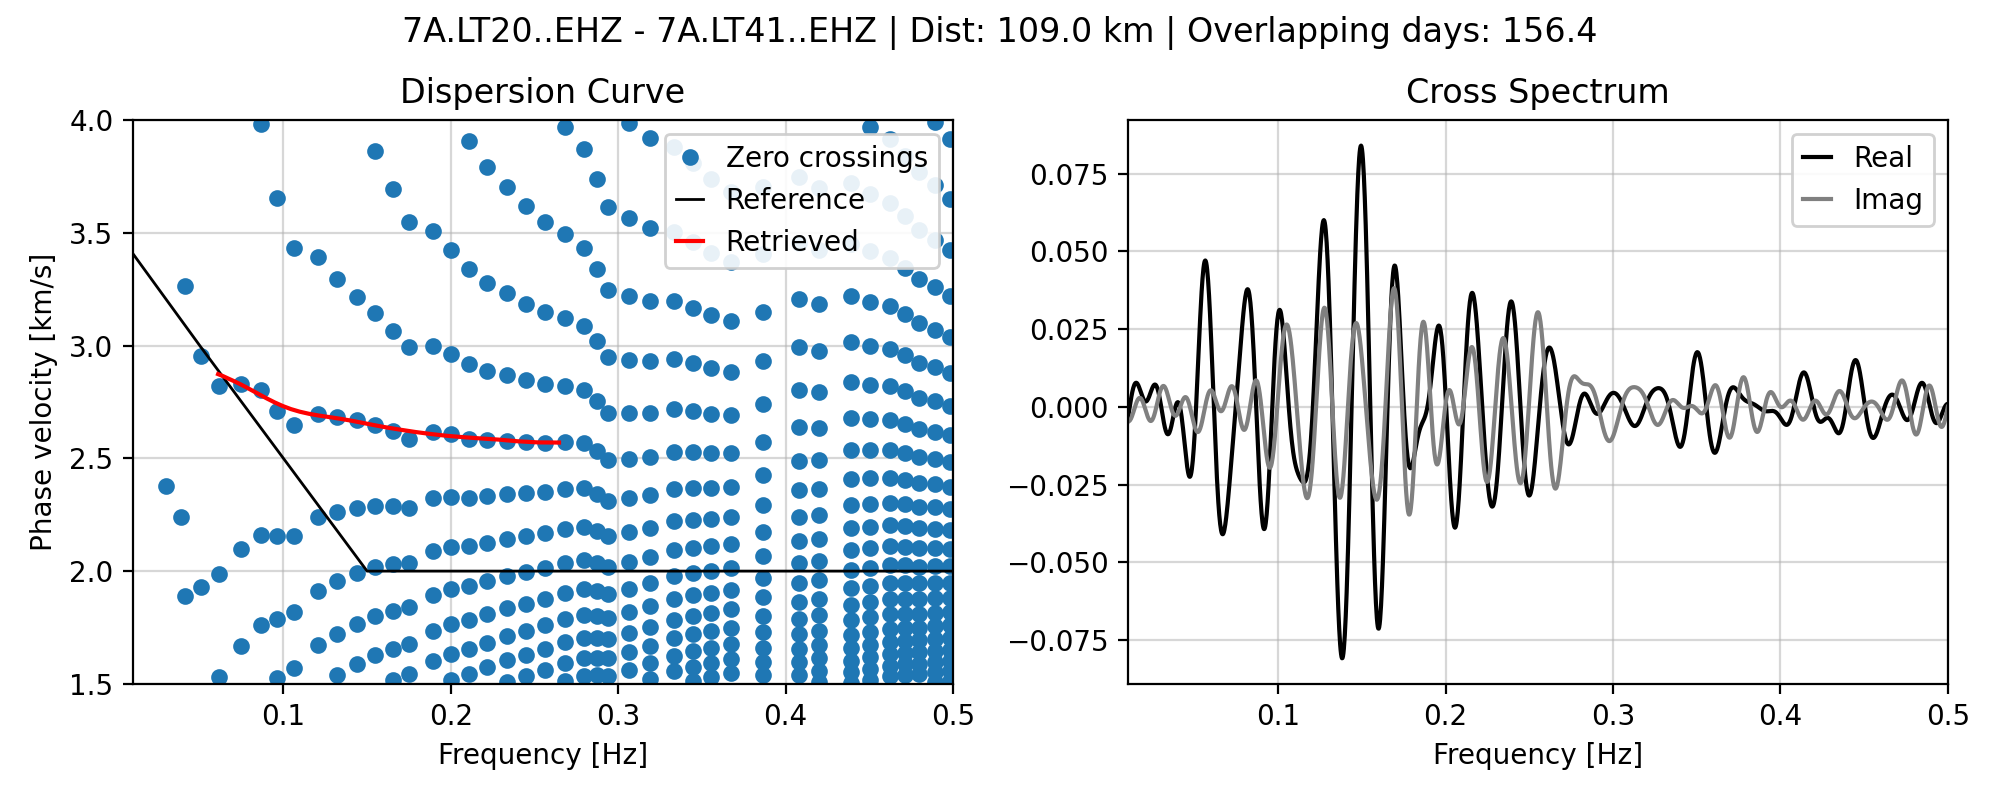 7A.LT20..EHZ - 7A.LT41..EHZ | Dist: 109.0 km | Overlapping days: 156.4
Dispersion Curve
Phase velocity [km/s]
4.0
3.5
3.0
2.5
2.0
1.5
0.1
0.2
0.3
0.4
0.5
Frequency [Hz]
Zero crossings
Reference
Retrieved
Cross Spectrum
0.075
0.050
0.025
0.000
−0.025
−0.050
−0.075
0.1
0.2
0.3
0.4
0.5
Frequency [Hz]
Real
Imag